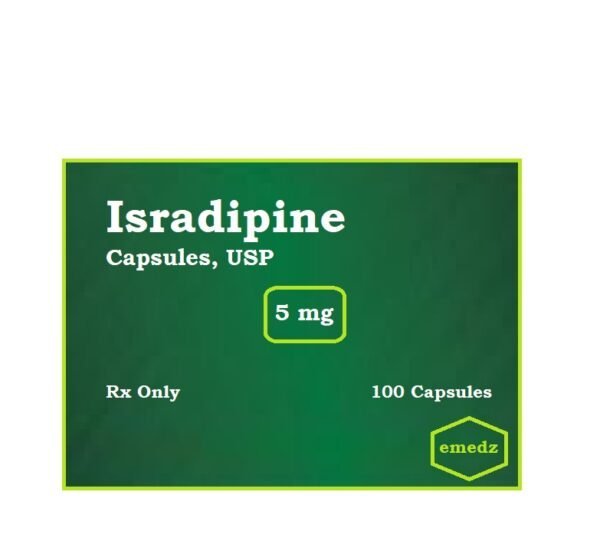 Isradipine
Capsules, USP
5 mg
Rx Only
100 Capsules
emedz